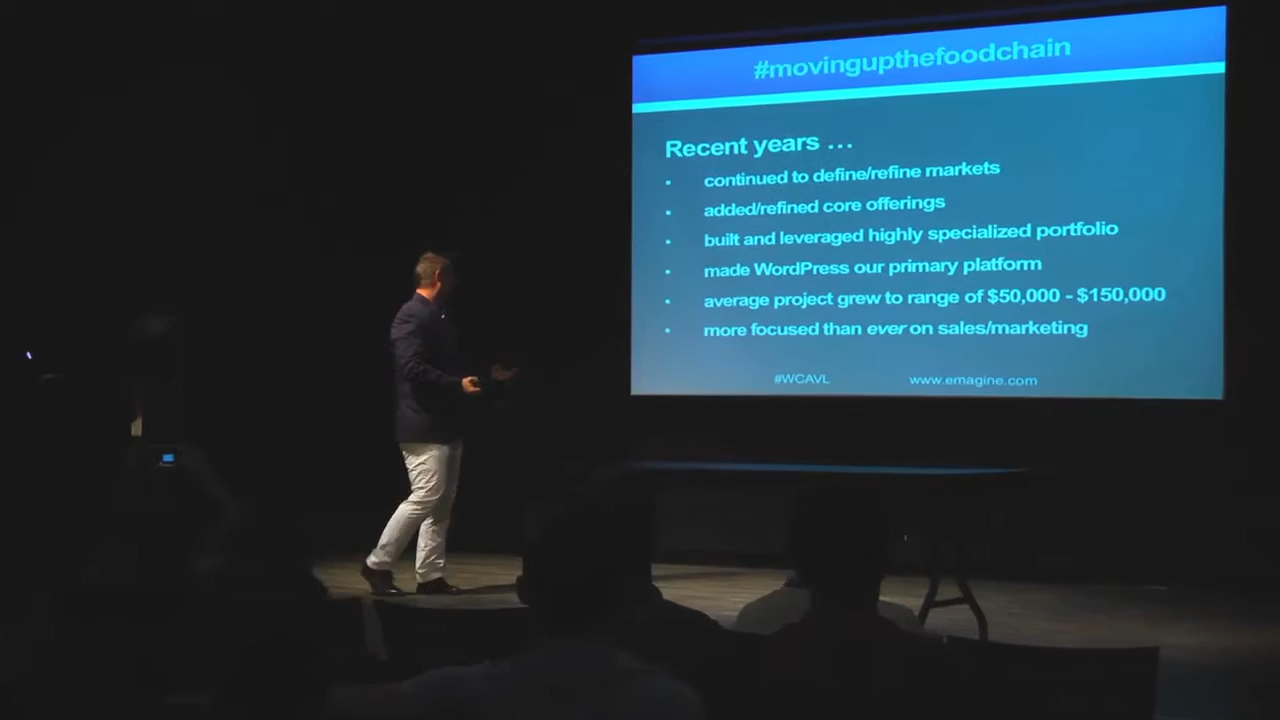 #movingupthefoodchain
Recent years ...
• continued to define/refine markets
• added/refined core offerings
• built and leveraged highly specialized portfolio
• made WordPress our primary platform
• average project grew to range of $50,000 - $150,000
• more focused than ever on sales/marketing
#WCAVL www.emagine.com